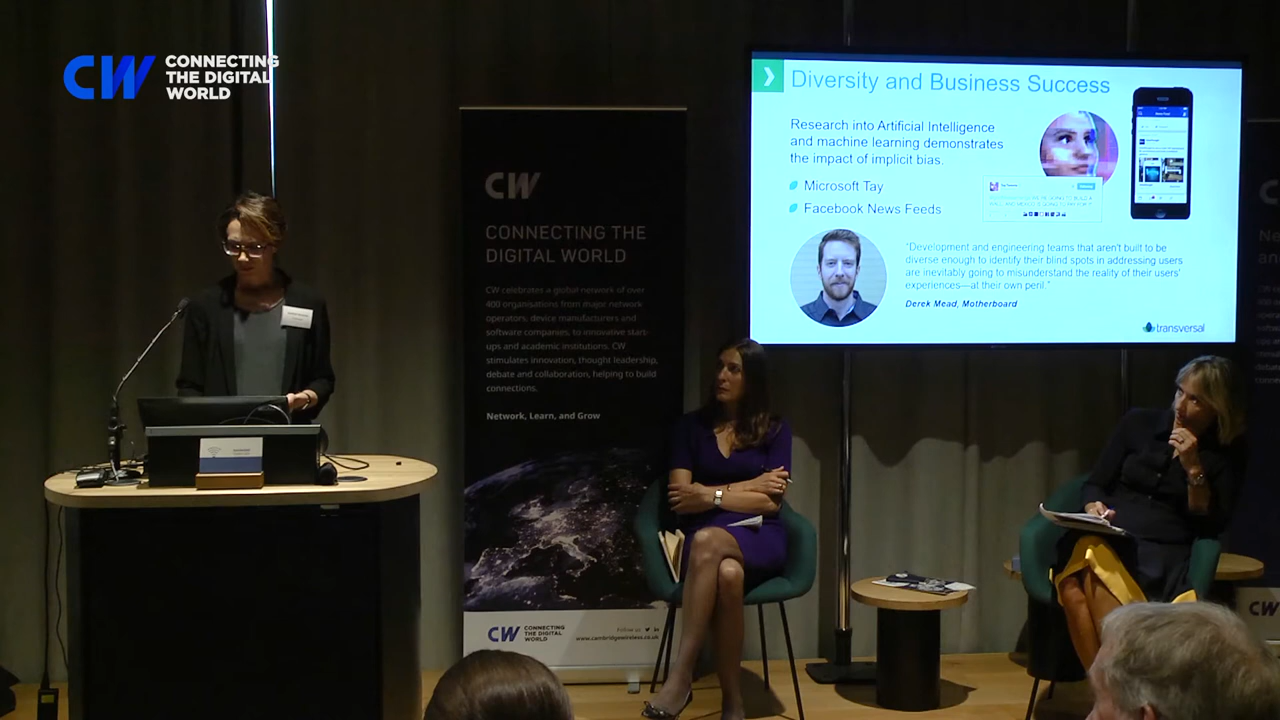 CW CONNECTING
THE DIGITAL
WORLD
CW
CONNECTING THE
DIGITAL WORLD
CW celebrates a global network of over
400 organisations from major network
operators, device manufacturers and
software companies, to innovative start-
ups and academic institutions. CW
stimulates innovation, thought leadership,
debate and collaboration, helping to build
connections.
Network, Learn, and Grow
CW CONNECTING
THE DIGITAL
WORLD
Follow us
www.cambridgewireless.co.uk
Diversity and Business Success
Research into Artificial Intelligence
and machine learning demonstrates
the impact of implicit bias.
Microsoft Tay
Facebook News Feeds
"Development and engineering teams that aren't built to be
diverse enough to identify their blind spots in addressing users
are inevitably going to misunderstand the reality of their users'
experiences—at their own peril."
Derek Mead, Motherboard
transversal
CW